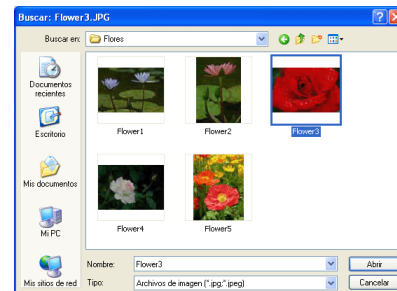 Buscar: Flower3.JPG
Buscar en: Flores
Documentos recientes
Escritorio
Mis documentos
Mi PC
Mis sitios de red
Flower1 Flower2 Flower3
Flower4 Flower5
Nombre: Flower3 Abrir
Tipo: Archivos de imagen (*.jpg;*.jpeg) Cancelar